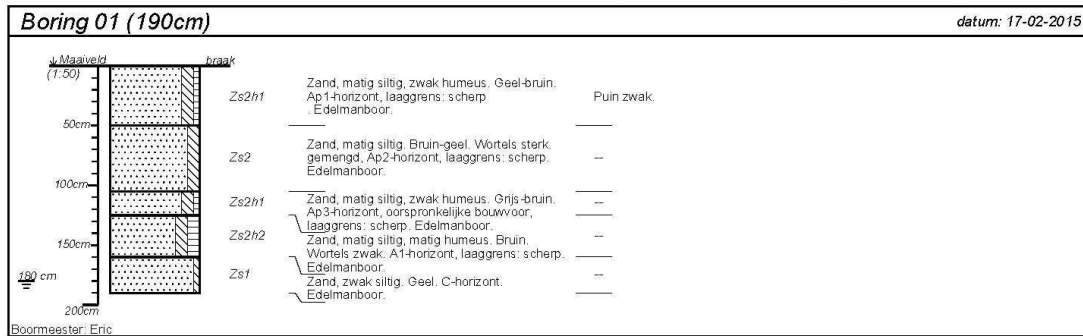 Boring 01 (190cm)
datum: 17-02-2015
Maaiveld
braak
(1:50)
Zs2h1
Zand, matig siltig, zwak humeus. Geel-bruin.
Ap1-horizont, laaggrens: scherp
. Edelmanboor.
Puin zwak.
50cm
Zs2
Zand, matig siltig. Bruin-geel. Wortels sterk.
gemengd, Ap2-horizont, laaggrens: scherp.
Edelmanboor.
--
100cm
Zs2h1
Zand, matig siltig, zwak humeus. Grijs-bruin.
Ap3-horizont, oorspronkelijke bouwvoor,
laaggrens: scherp. Edelmanboor.
--
Zs2h2
Zand, matig siltig, matig humeus. Bruin.
Wortels zwak. A1-horizont, laaggrens: scherp.
Edelmanboor.
--
150cm
Zs1
Zand, zwak siltig. Geel. C-horizont.
Edelmanboor.
--
180 cm
200cm
Boormeester: Eric